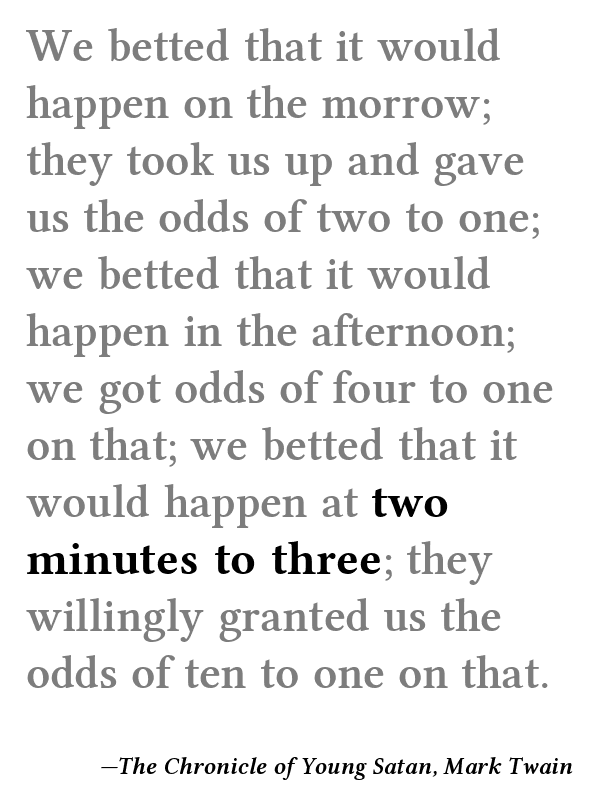 We betted that it would
happen on the morrow;
they took us up and gave
us the odds of two to one;
we betted that it would
happen in the afternoon;
we got odds of four to one
on that; we betted that it
would happen at two
minutes to three; they
willingly granted us the
odds of ten to one on that.
—The Chronicle of Young Satan, Mark Twain